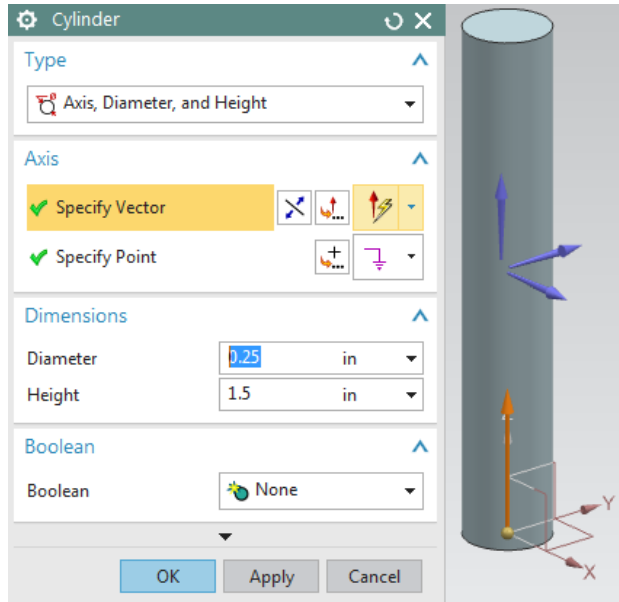 Cylinder
Type
Axis, Diameter, and Height
Axis
Specify Vector
Specify Point
Dimensions
Diameter 0.25 in
Height 1.5 in
Boolean
Boolean None
OK Apply Cancel
Y
X